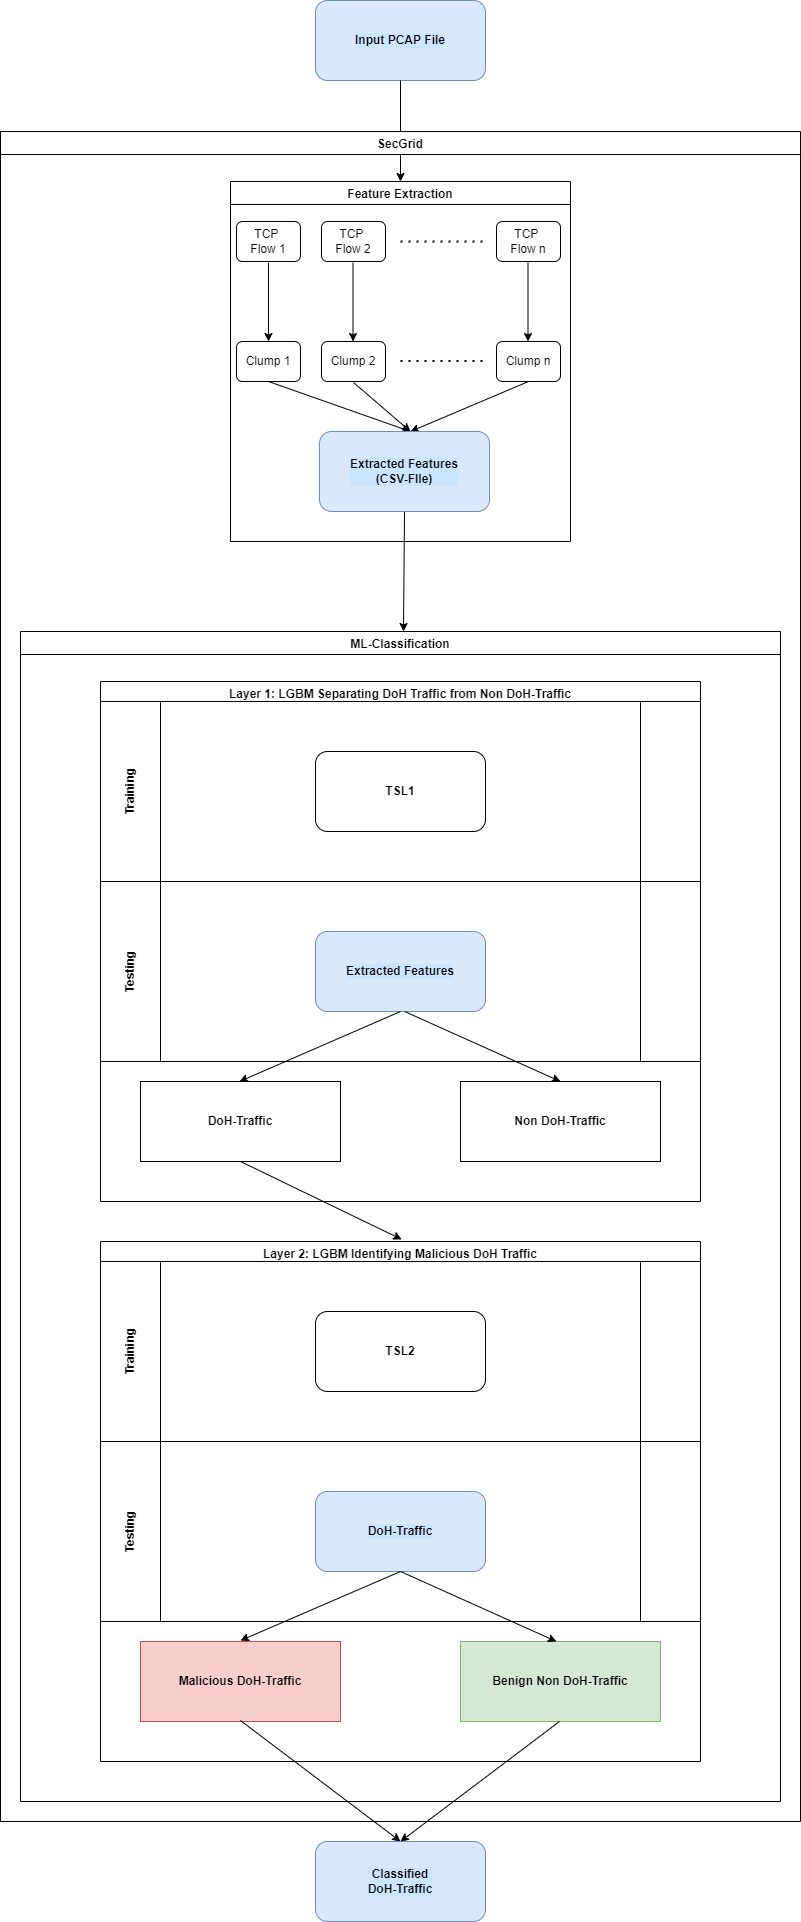 Input PCAP File
SecGrid
Feature Extraction
TCP
Flow 1
TCP
Flow 2
. . . . . . . . . . .
TCP
Flow n
Clump 1
Clump 2
. . . . . . . . . . .
Clump n
Extracted Features
(CSV-FIle)
ML-Classification
Layer 1: LGBM Separating DoH Traffic from Non DoH-Traffic
Training
TSL1
Testing
Extracted Features
DoH-Traffic
Non DoH-Traffic
Layer 2: LGBM Identifying Malicious DoH Traffic
Training
TSL2
Testing
DoH-Traffic
Malicious DoH-Traffic
Benign Non DoH-Traffic
Classified
DoH-Traffic